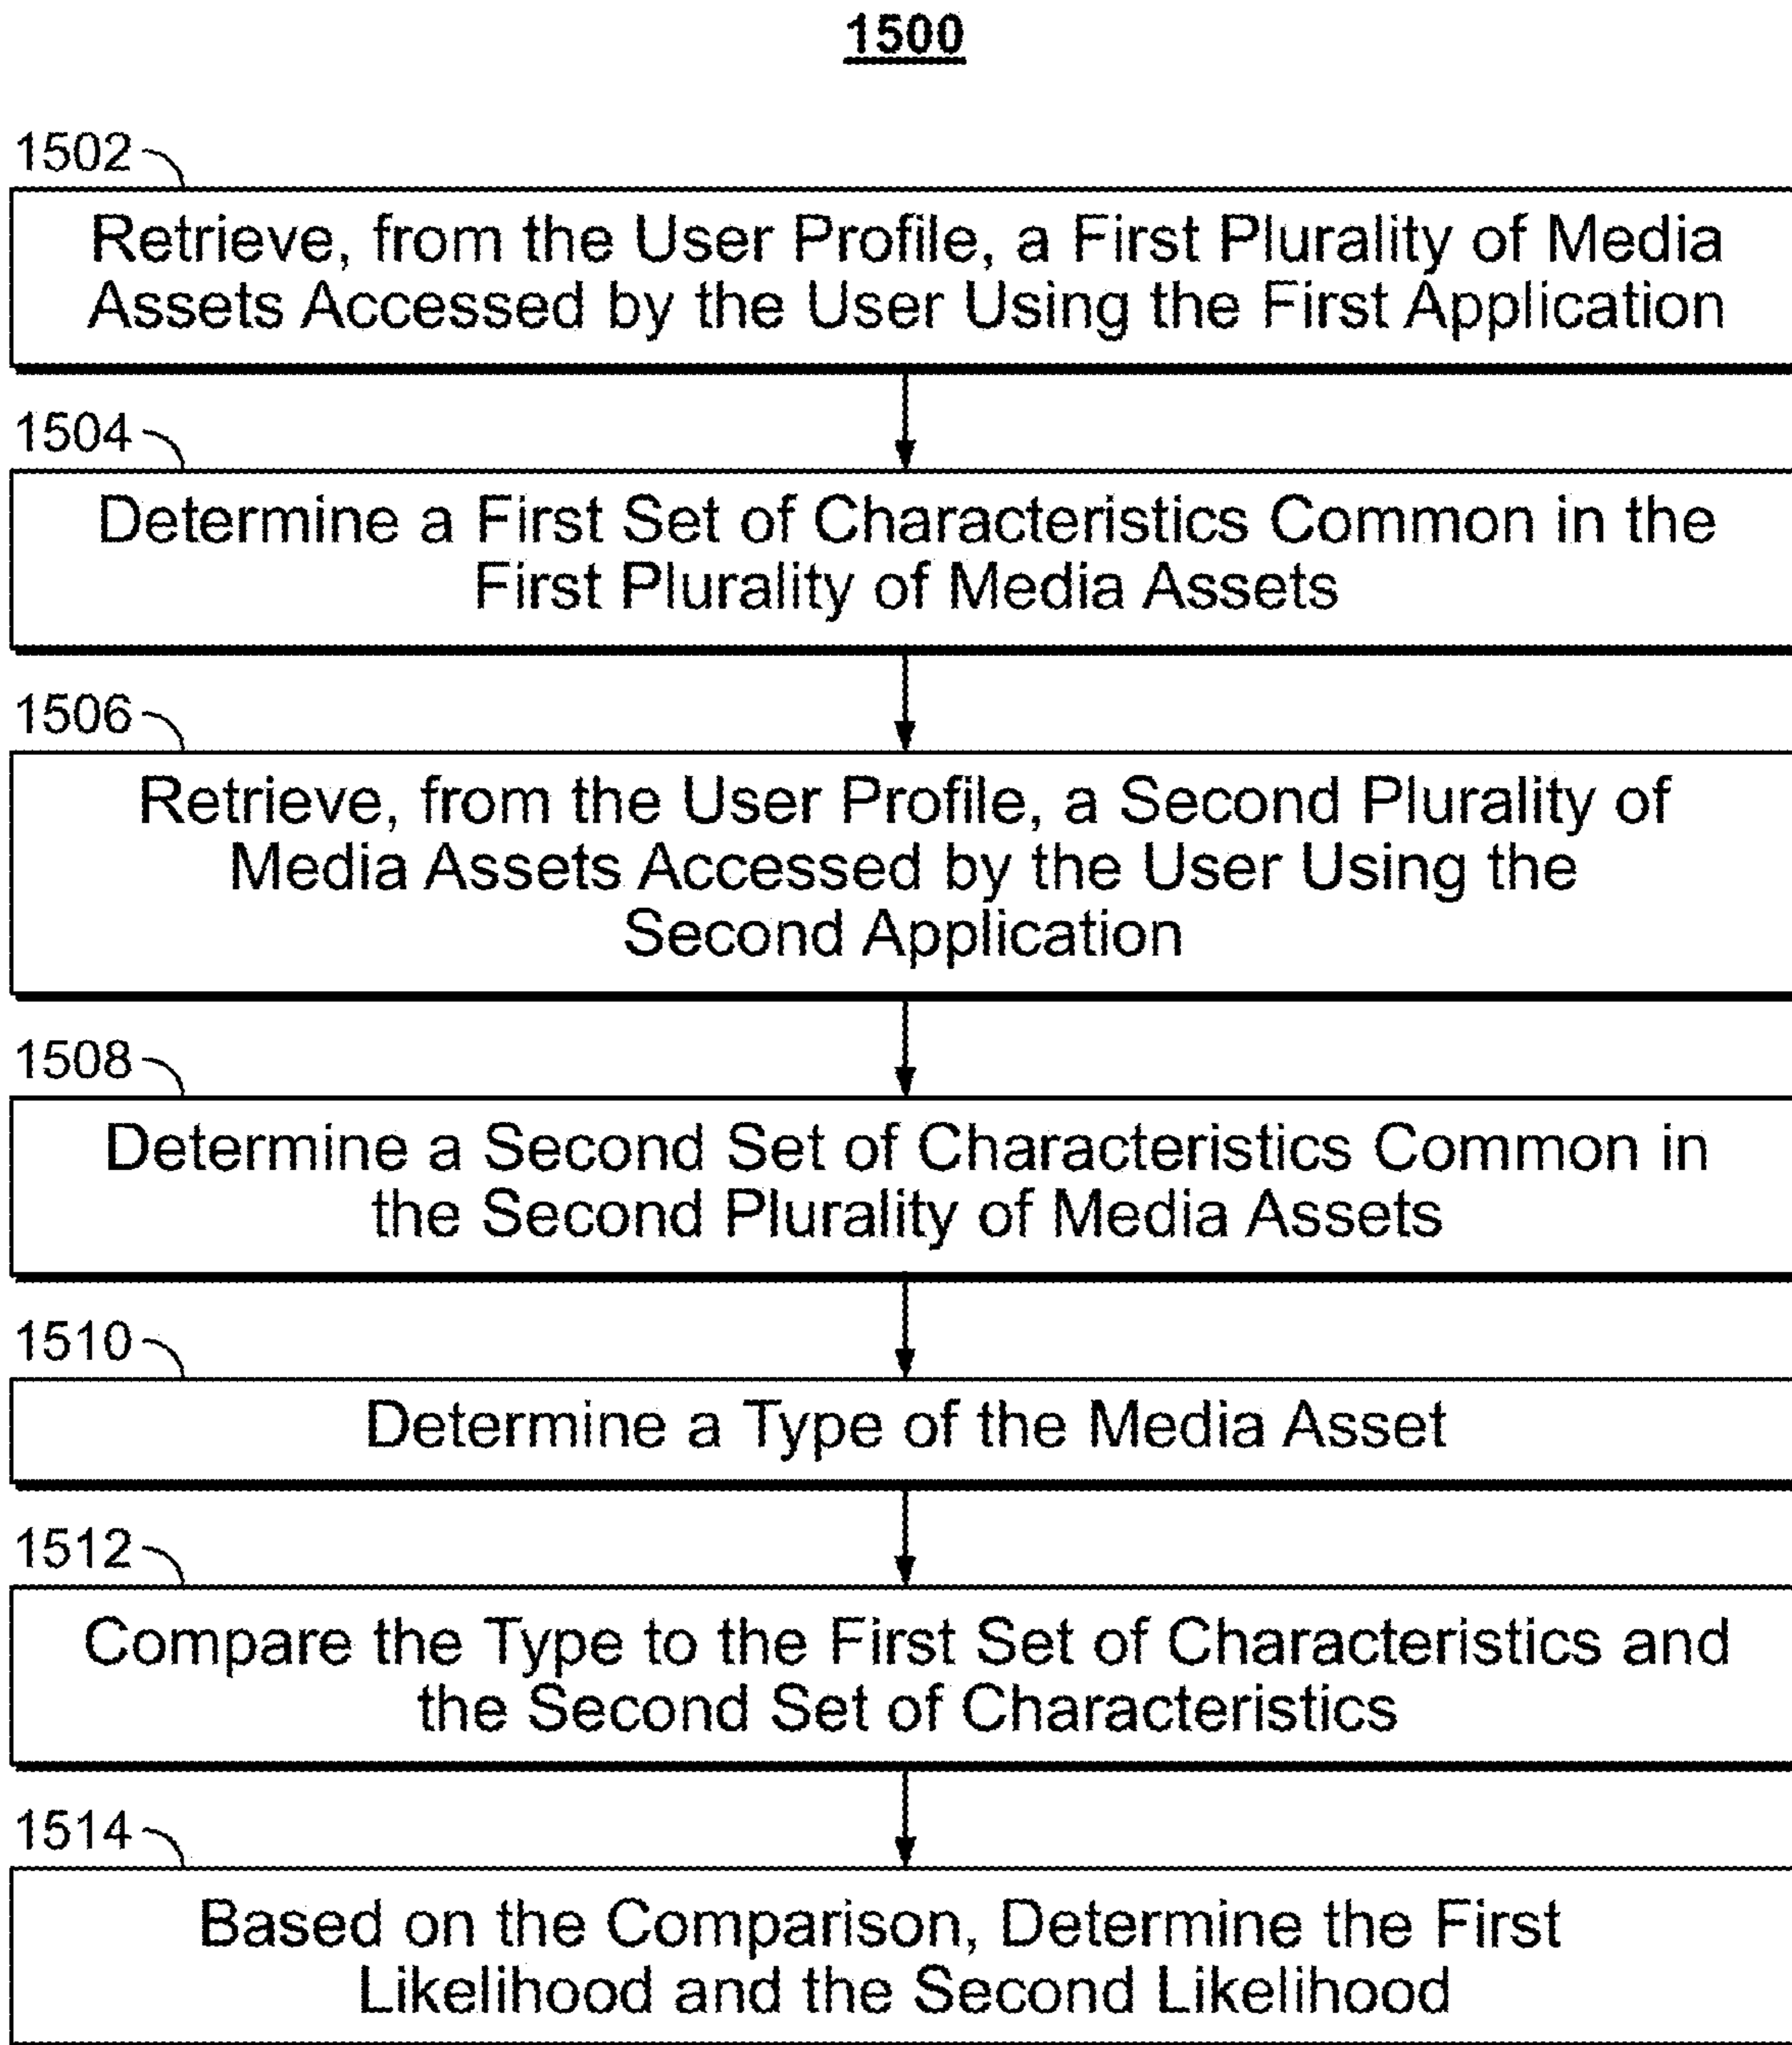 1500
1502
Retrieve, from the User Profile, a First Plurality of Media
Assets Accessed by the User Using the First Application
1504
Determine a First Set of Characteristics Common in the
First Plurality of Media Assets
1506
Retrieve, from the User Profile, a Second Plurality of
Media Assets Accessed by the User Using the
Second Application
1508
Determine a Second Set of Characteristics Common in
the Second Plurality of Media Assets
1510
Determine a Type of the Media Asset
1512
Compare the Type to the First Set of Characteristics and
the Second Set of Characteristics
1514
Based on the Comparison, Determine the First
Likelihood and the Second Likelihood